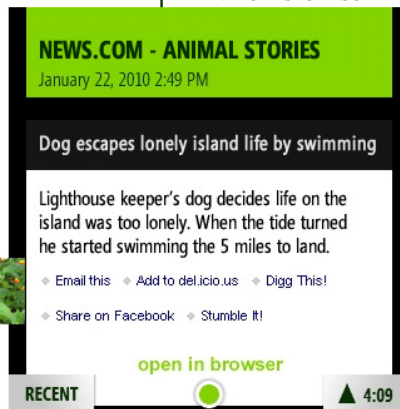 NEWS.COM - ANIMAL STORIES
January 22, 2010 2:49 PM
Dog escapes lonely island life by swimming
Lighthouse keeper's dog decides life on the
island was too lonely. When the tide turned
he started swimming the 5 miles to land.
Email this Add to del.icio.us Digg This!
Share on Facebook Stumble It!
open in browser
RECENT 4:09